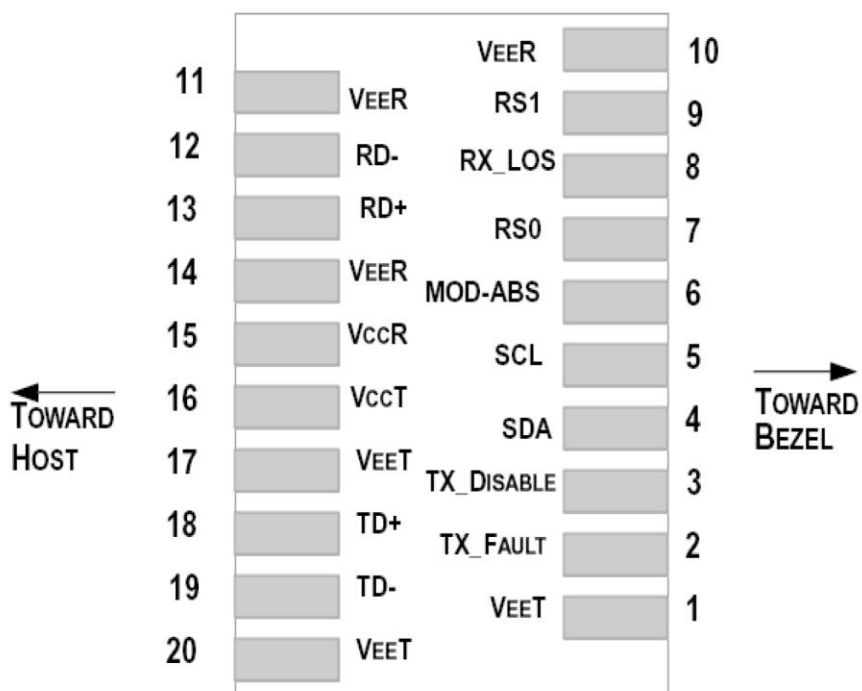 VEER 10
11 VEER
RS1 9
12 RD-
RX_LOS 8
13 RD+
RS0 7
14 VEER
MOD-ABS 6
15 VCCR
SCL 5
16 VCCT
TOWARD HOST
TOWARD BEZEL
SDA 4
17 VEET
TX_DISABLE 3
18 TD+
TX_FAULT 2
19 TD-
VEET 1
20 VEET